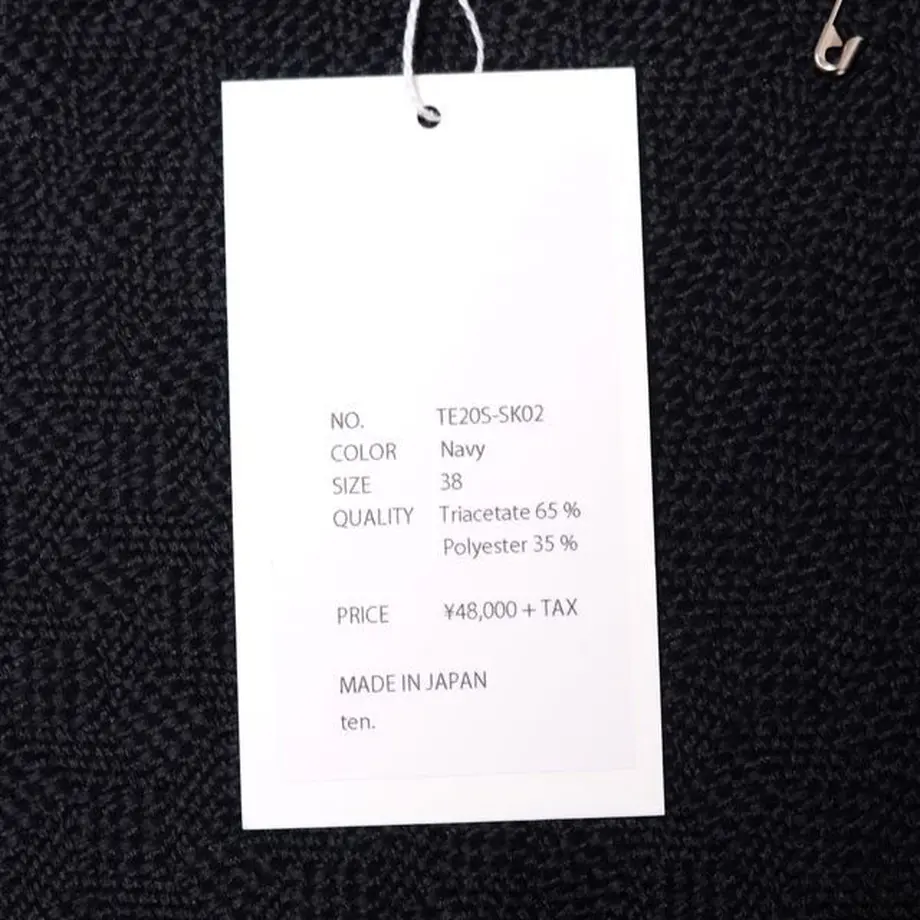 NO. TE20S-SK02
COLOR Navy
SIZE 38
QUALITY Triacetate 65 %
Polyester 35 %
PRICE ¥48,000 + TAX
MADE IN JAPAN
ten.